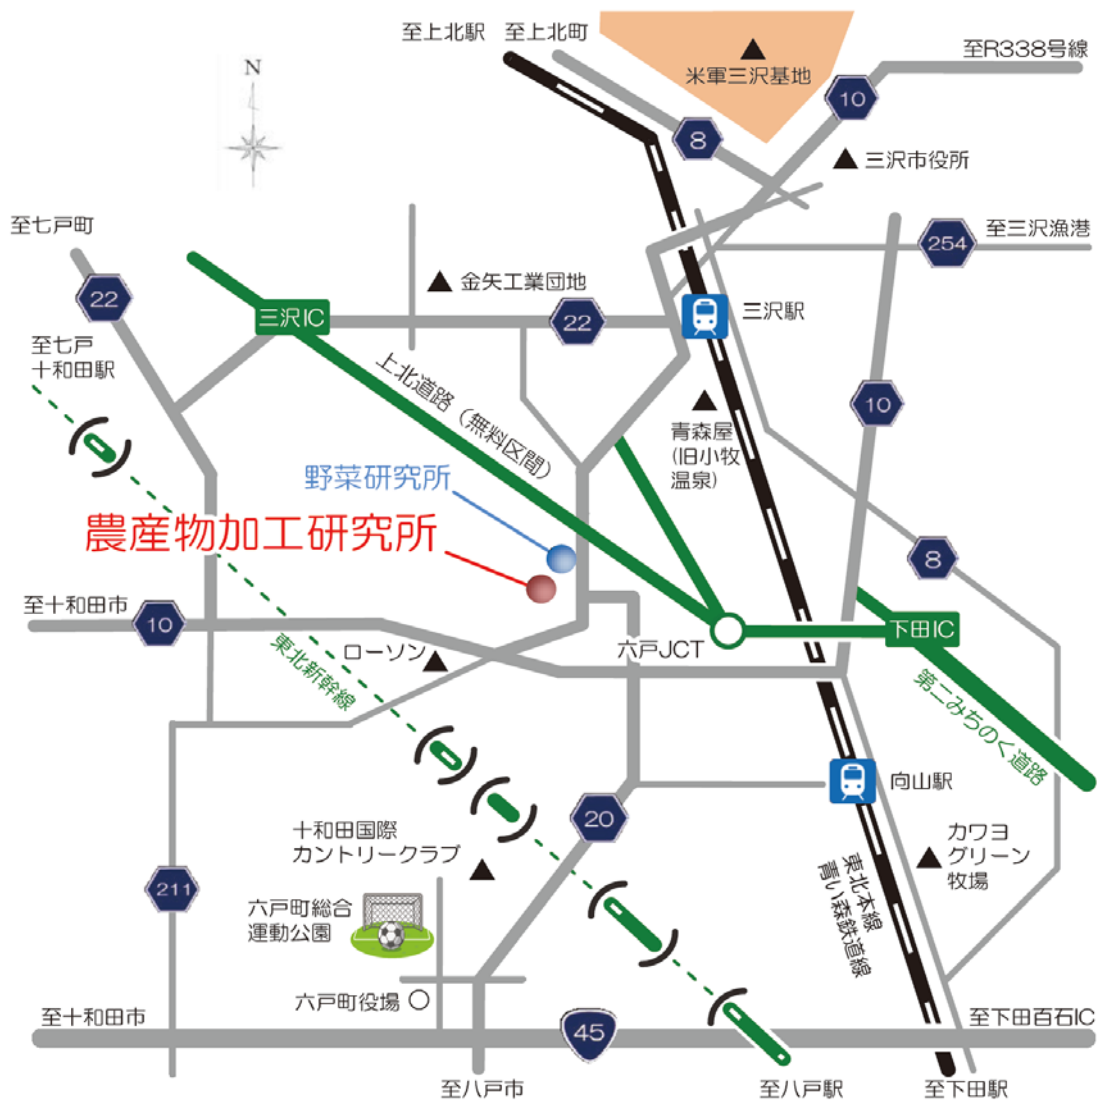 至上北駅
至上北町
米軍三沢基地
至R338号線
10
8
三沢市役所
N
至七戸町
254
至三沢漁港
22
金矢工業団地
三沢IC
22
三沢駅
至七戸
十和田駅
上北道路（無料区間）
10
青森屋
(旧小牧
温泉)
野菜研究所
農産物加工研究所
8
至十和田市
10
ローソン
六戸JCT
下田IC
東北新幹線
第二みちのく道路
向山駅
20
十和田国際
カントリークラブ
カワヨ
グリーン
牧場
東北本線
青い森鉄道線
211
六戸町総合
運動公園
六戸町役場
至十和田市
45
至下田百石IC
至八戸市
至八戸駅
至下田駅